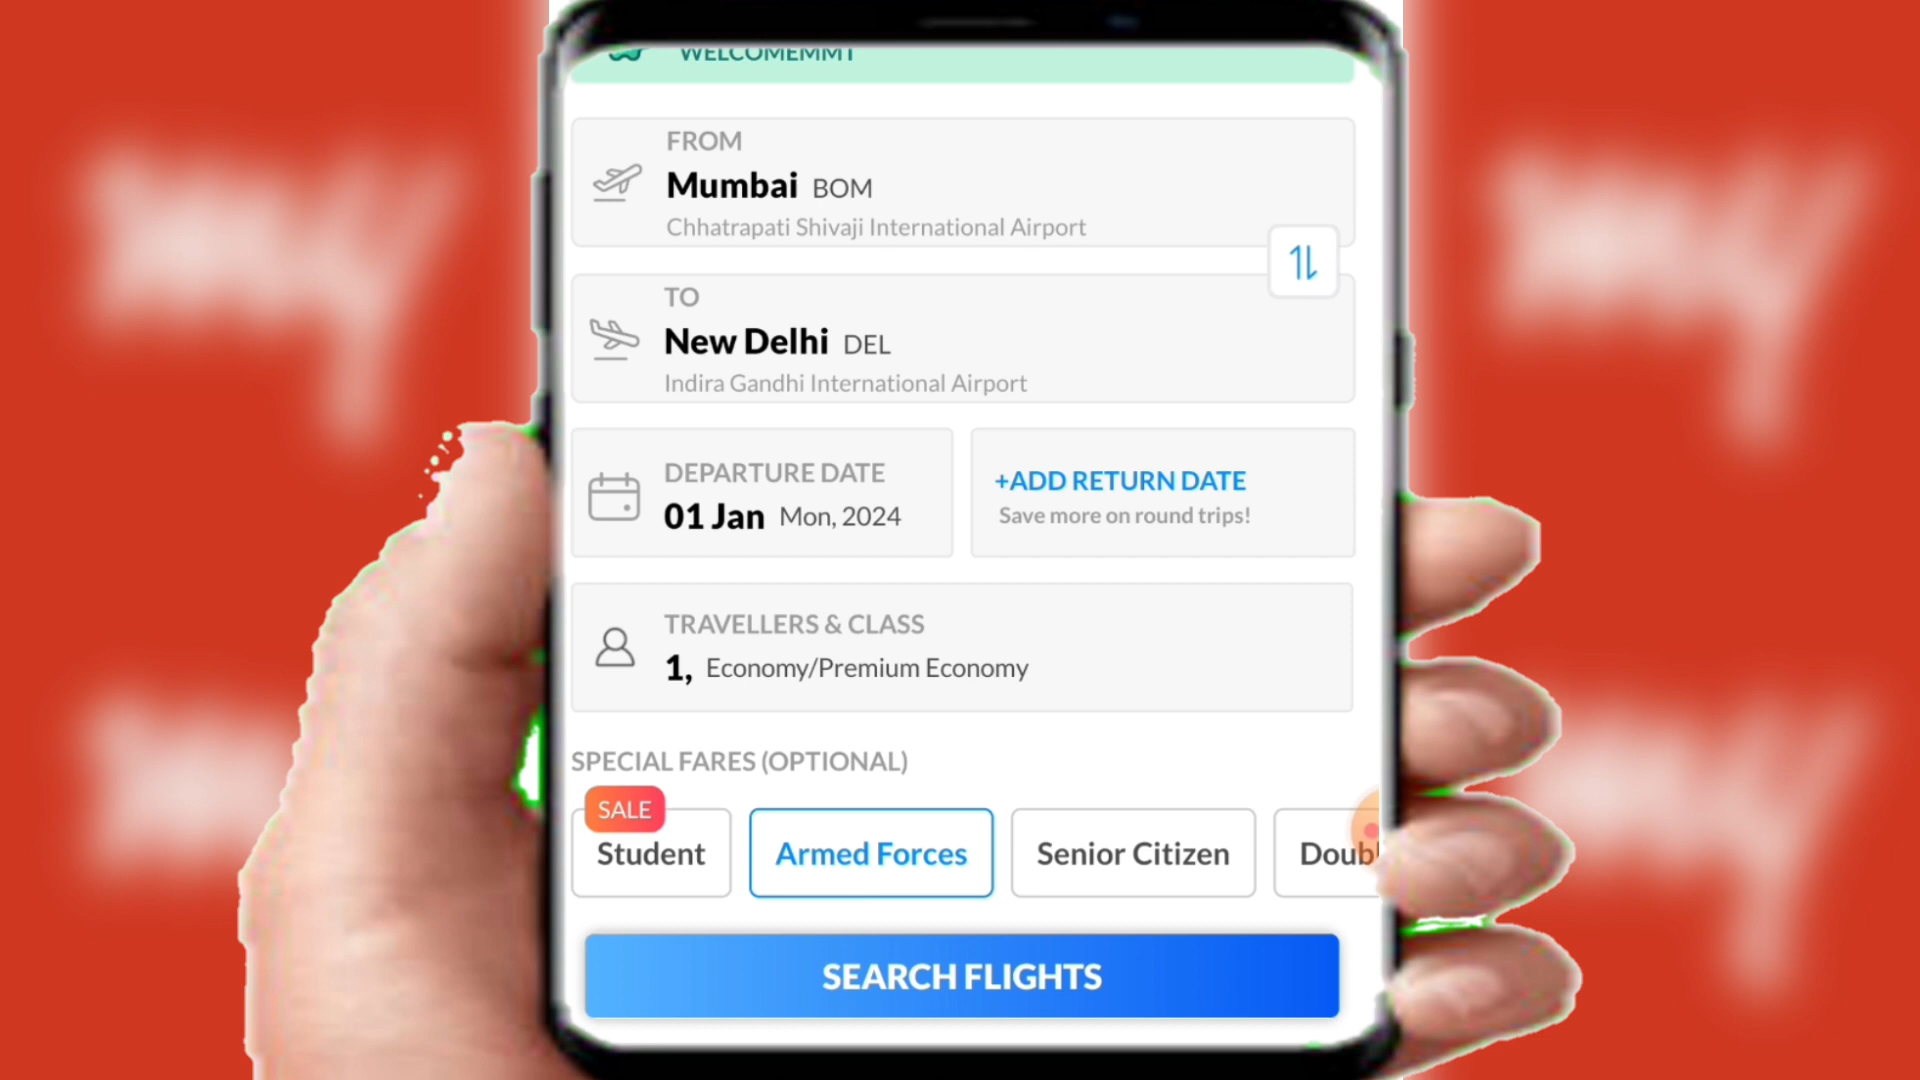 WELCOMEMMT
FROM
Mumbai BOM
Chhatrapati Shivaji International Airport
TO
New Delhi DEL
Indira Gandhi International Airport
DEPARTURE DATE
01 Jan Mon, 2024
+ADD RETURN DATE
Save more on round trips!
TRAVELLERS & CLASS
1, Economy/Premium Economy
SPECIAL FARES (OPTIONAL)
SALE
Student
Armed Forces
Senior Citizen
SEARCH FLIGHTS